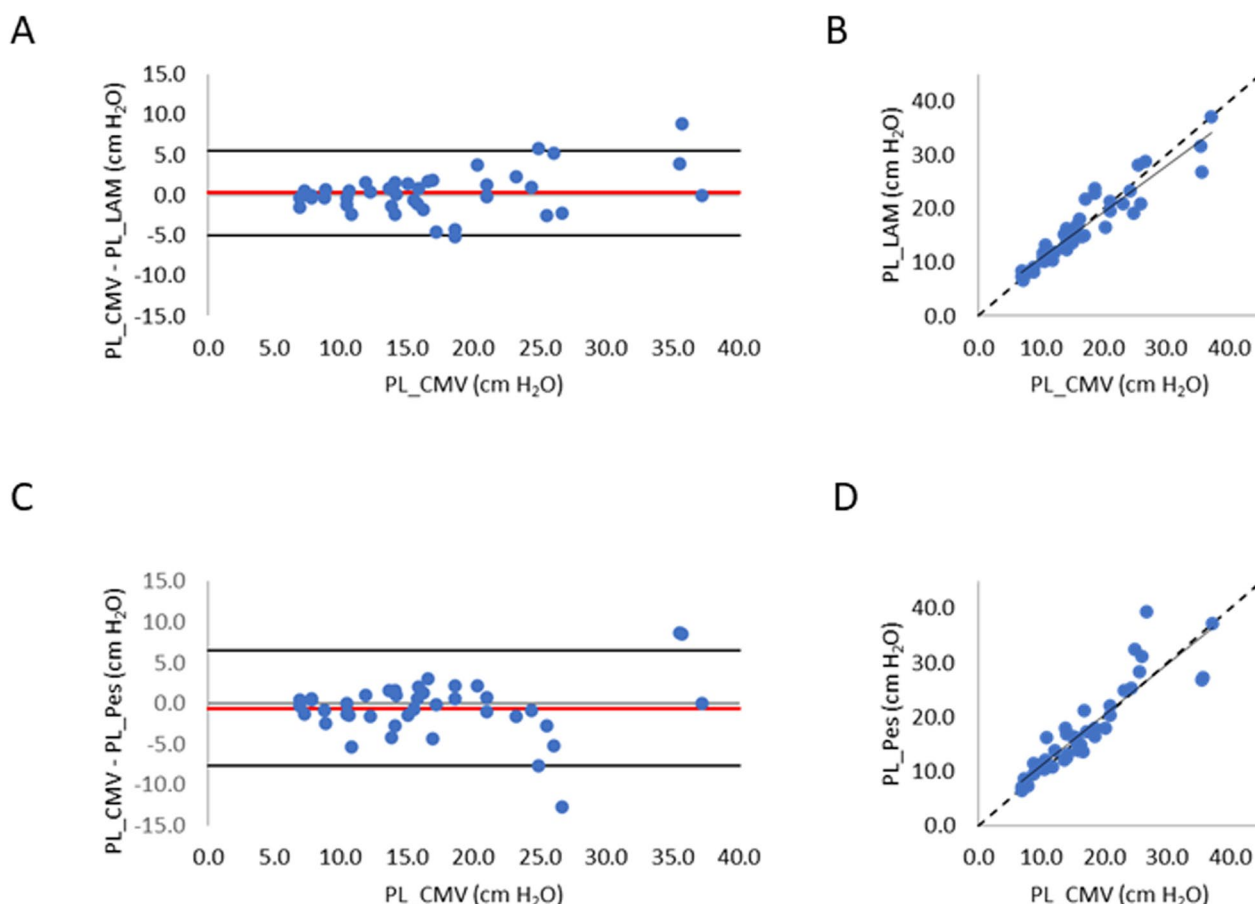 A
PL_CMV - PL_LAM (cm H₂O)
15.0
10.0
5.0
0.0
-5.0
-10.0
-15.0
0.0 5.0 10.0 15.0 20.0 25.0 30.0 35.0 40.0
PL_CMV (cm H₂O)
B
PL_LAM (cm H₂O)
40.0
30.0
20.0
10.0
0.0
0.0 10.0 20.0 30.0 40.0
PL_CMV (cm H₂O)
C
PL_CMV - PL_Pes (cm H₂O)
15.0
10.0
5.0
0.0
-5.0
-10.0
-15.0
0.0 5.0 10.0 15.0 20.0 25.0 30.0 35.0 40.0
PL_CMV (cm H₂O)
D
PL_Pes (cm H₂O)
40.0
30.0
20.0
10.0
0.0
0.0 10.0 20.0 30.0 40.0
PL_CMV (cm H₂O)